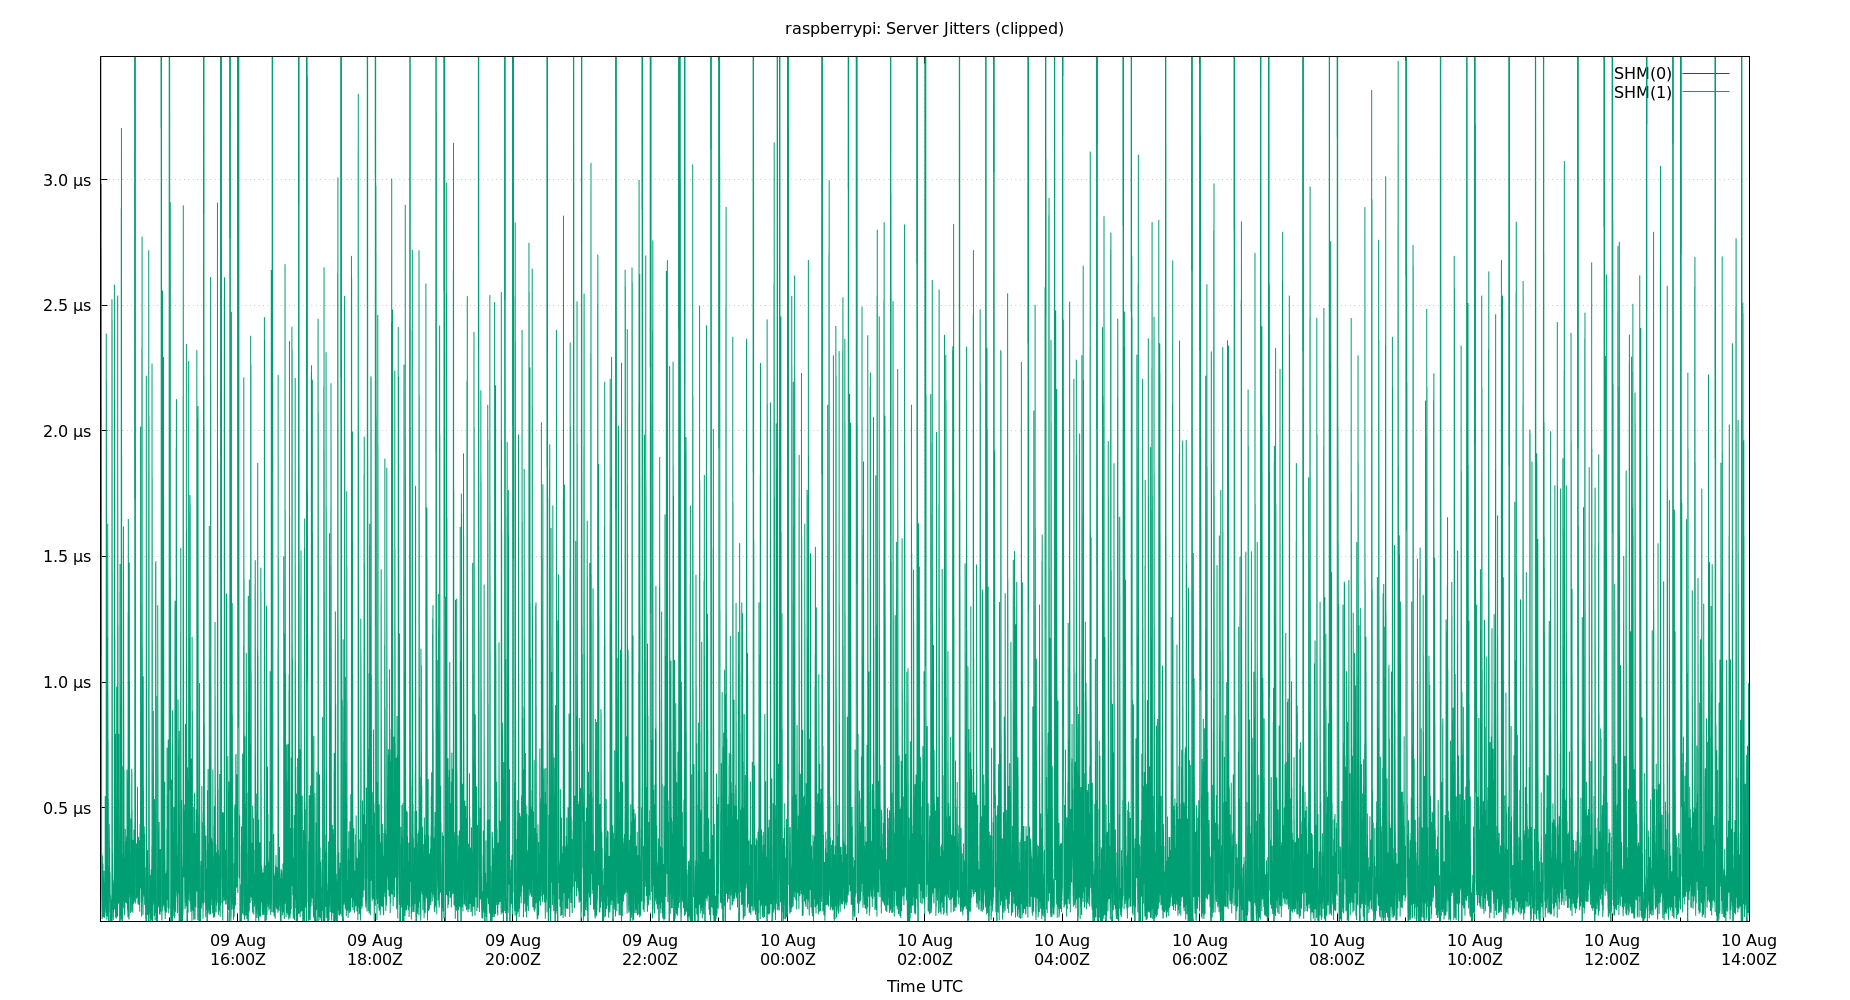 raspberrypi: Server Jitters (clipped)
SHM(0)
SHM(1)
3.0 µs
2.5 µs
2.0 µs
1.5 µs
1.0 µs
0.5 µs
09 Aug 09 Aug 09 Aug 09 Aug 10 Aug 10 Aug 10 Aug 10 Aug 10 Aug 10 Aug 10 Aug 10 Aug
16:00Z 18:00Z 20:00Z 22:00Z 00:00Z 02:00Z 04:00Z 06:00Z 08:00Z 10:00Z 12:00Z 14:00Z
Time UTC